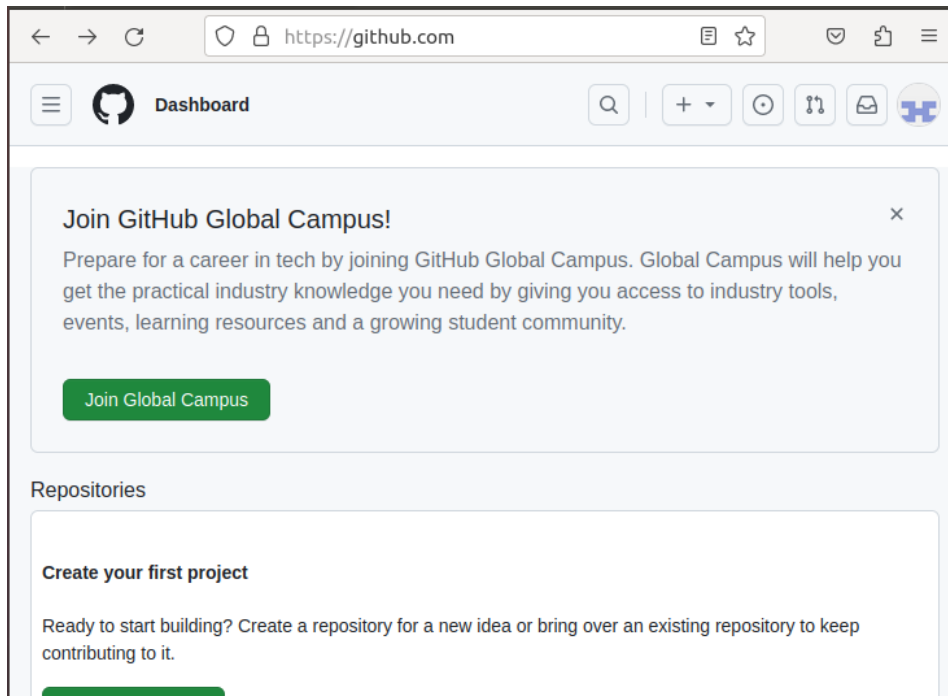 https://github.com
Dashboard
Join GitHub Global Campus!
Prepare for a career in tech by joining GitHub Global Campus. Global Campus will help you
get the practical industry knowledge you need by giving you access to industry tools,
events, learning resources and a growing student community.
Join Global Campus
Repositories
Create your first project
Ready to start building? Create a repository for a new idea or bring over an existing repository to keep
contributing to it.